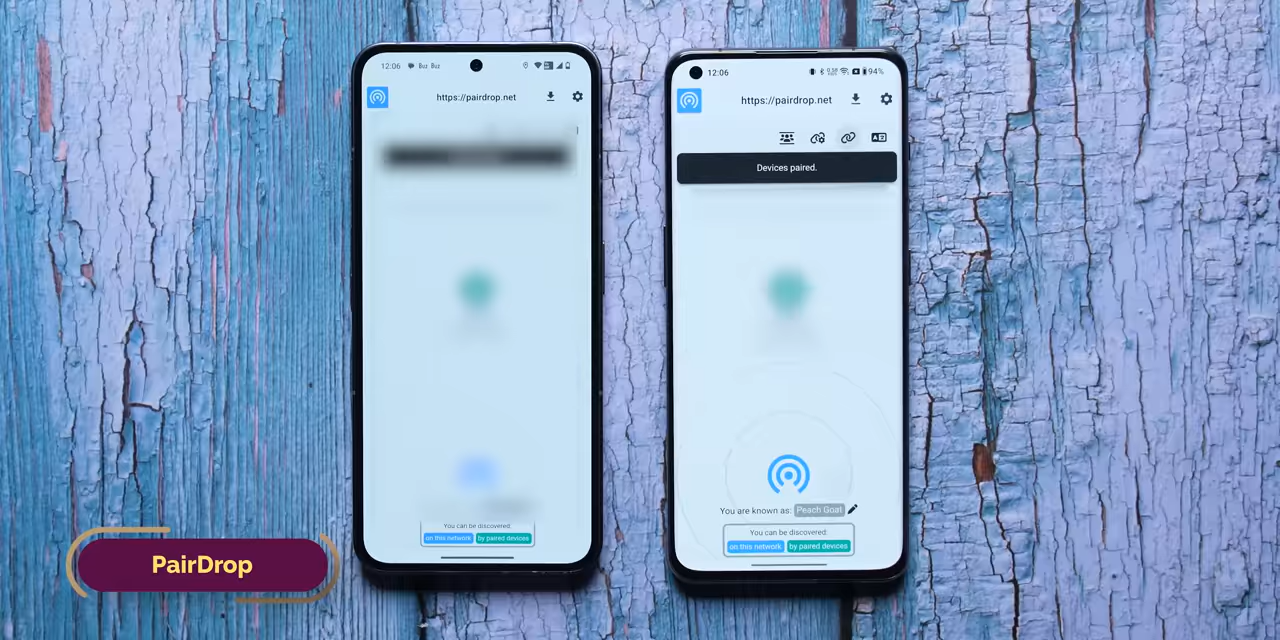 12:06 Buz Buz
https://pairdrop.net
You can be discovered:
on this network by paired devices
12:06 94%
https://pairdrop.net
Devices paired.
You are known as: Peach Goat
You can be discovered:
on this network by paired devices
PairDrop